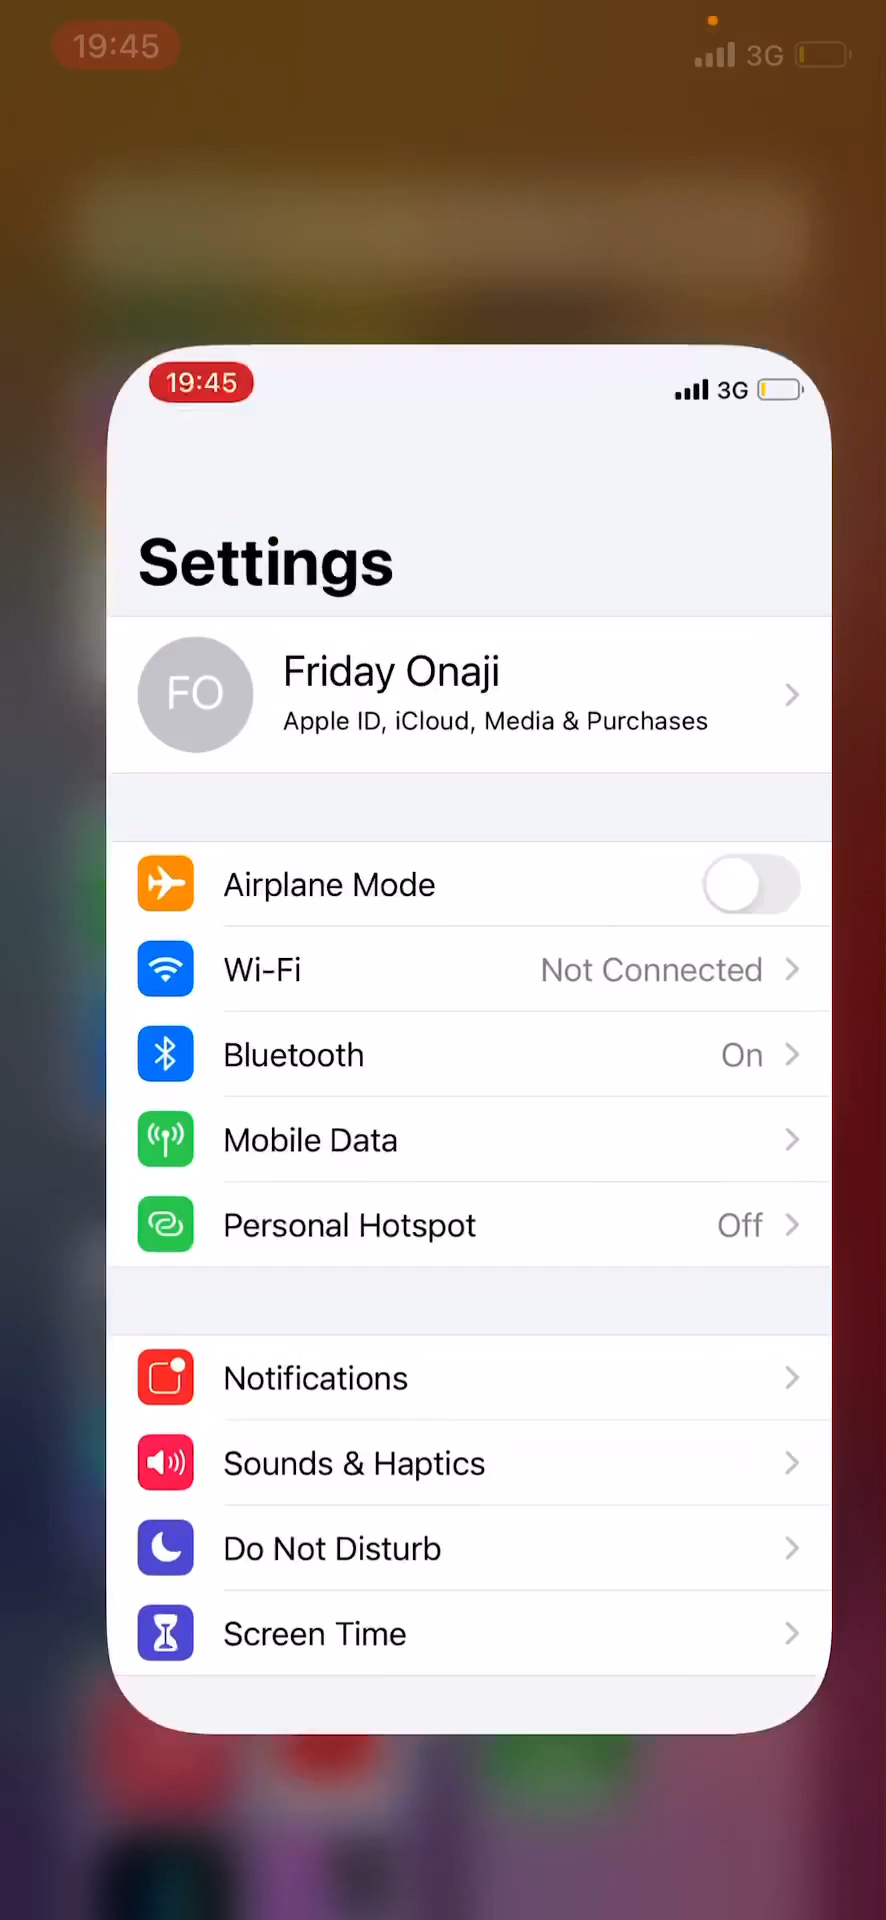 19:45
3G
19:45
3G
Settings
FO
Friday Onaji
Apple ID, iCloud, Media & Purchases
Airplane Mode
Wi-Fi Not Connected
Bluetooth On
Mobile Data
Personal Hotspot Off
Notifications
Sounds & Haptics
Do Not Disturb
Screen Time